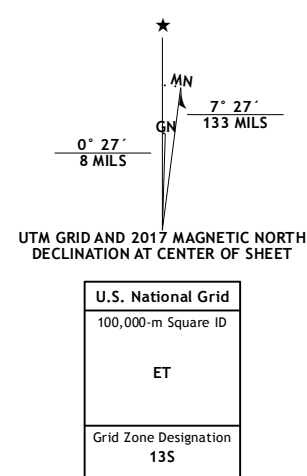 ★
MN
GN
7° 27´
133 MILS
0° 27´
8 MILS
UTM GRID AND 2017 MAGNETIC NORTH
DECLINATION AT CENTER OF SHEET
U.S. National Grid
100,000-m Square ID
ET
Grid Zone Designation
13S